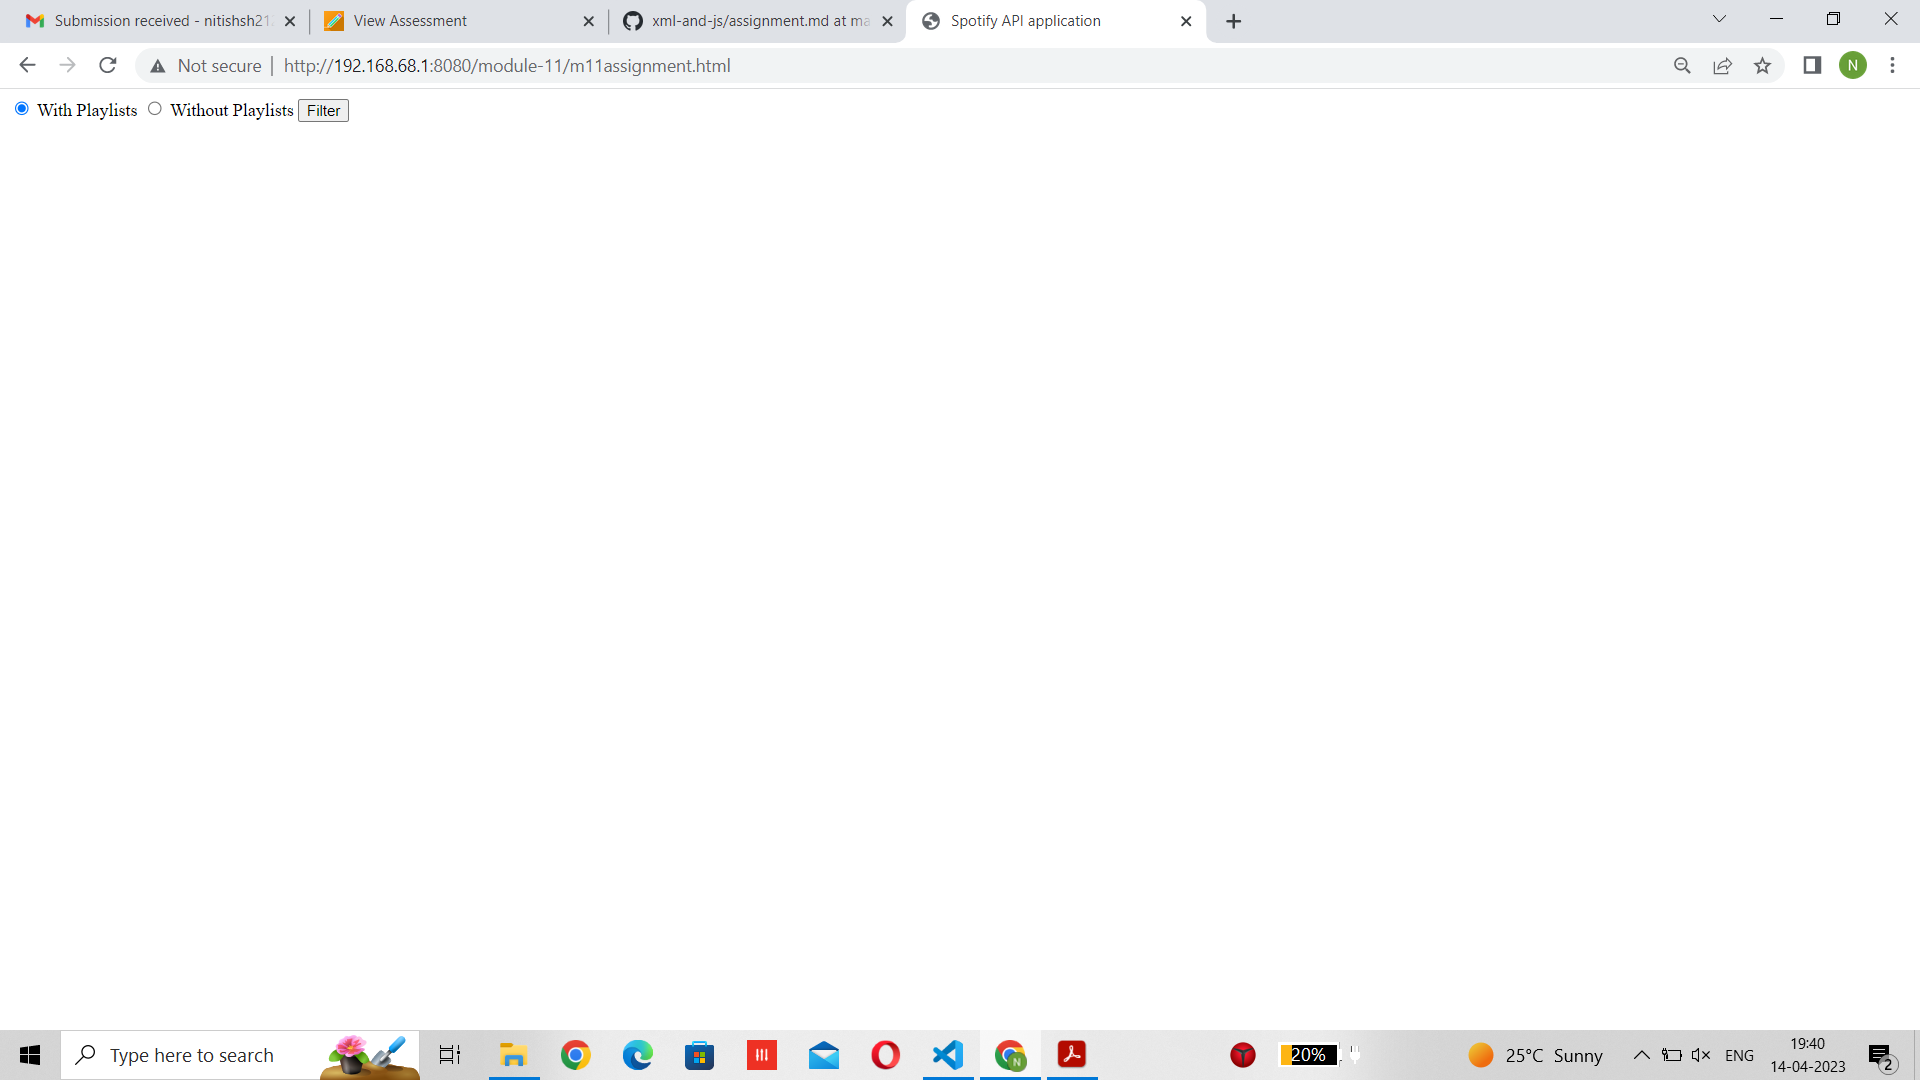 Submission received - nitishsh21
View Assessment
xml-and-js/assignment.md at ma
Spotify API application
Not secure | http://192.168.68.1:8080/module-11/m11assignment.html
N
With Playlists Without Playlists Filter
Type here to search
N
20%
25°C Sunny
ENG
19:40
14-04-2023
2